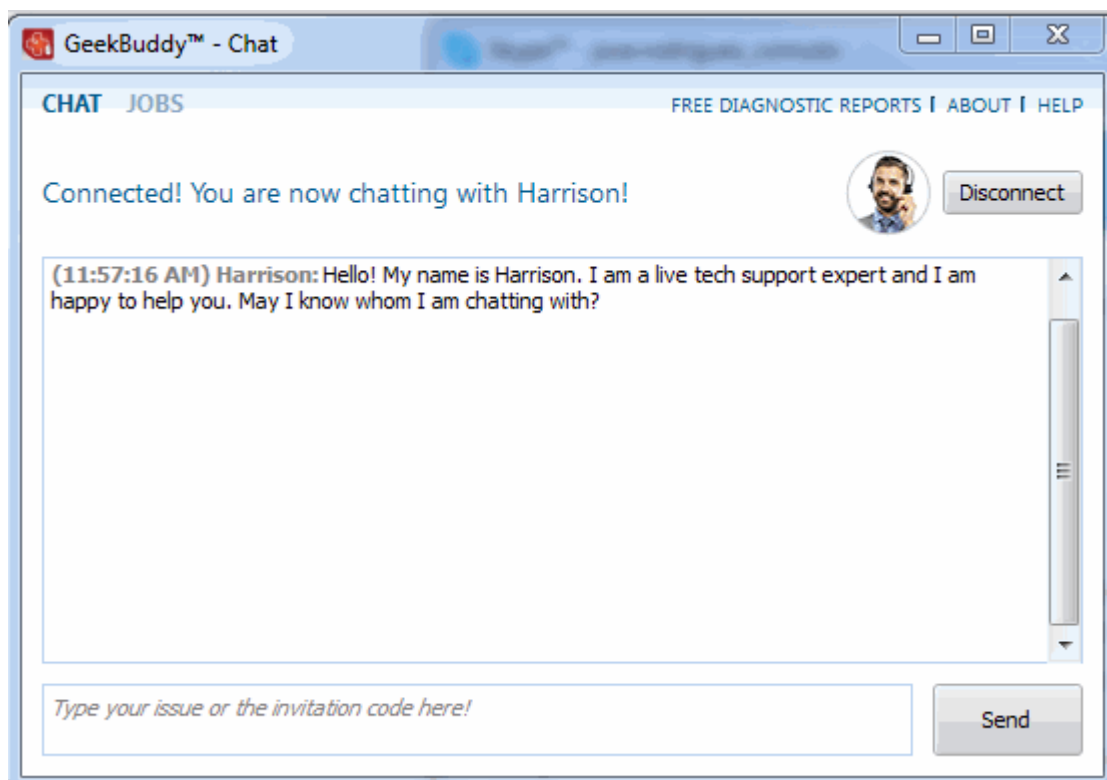 GeekBuddy™ - Chat
CHAT JOBS
FREE DIAGNOSTIC REPORTS | ABOUT | HELP
Connected! You are now chatting with Harrison!
Disconnect
(11:57:16 AM) Harrison: Hello! My name is Harrison. I am a live tech support expert and I am
happy to help you. May I know whom I am chatting with?
Type your issue or the invitation code here!
Send